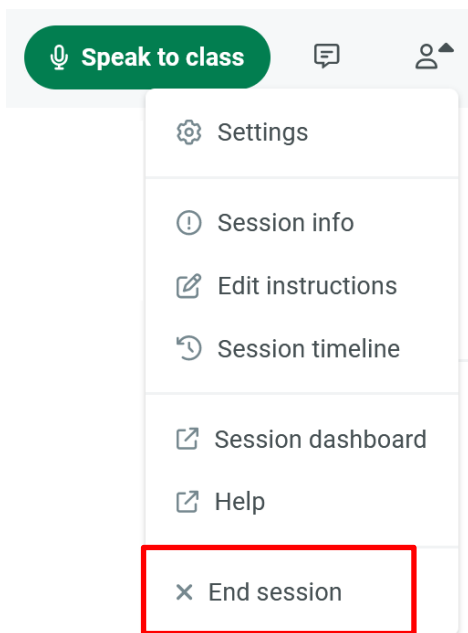 Speak to class
Settings
Session info
Edit instructions
Session timeline
Session dashboard
Help
End session